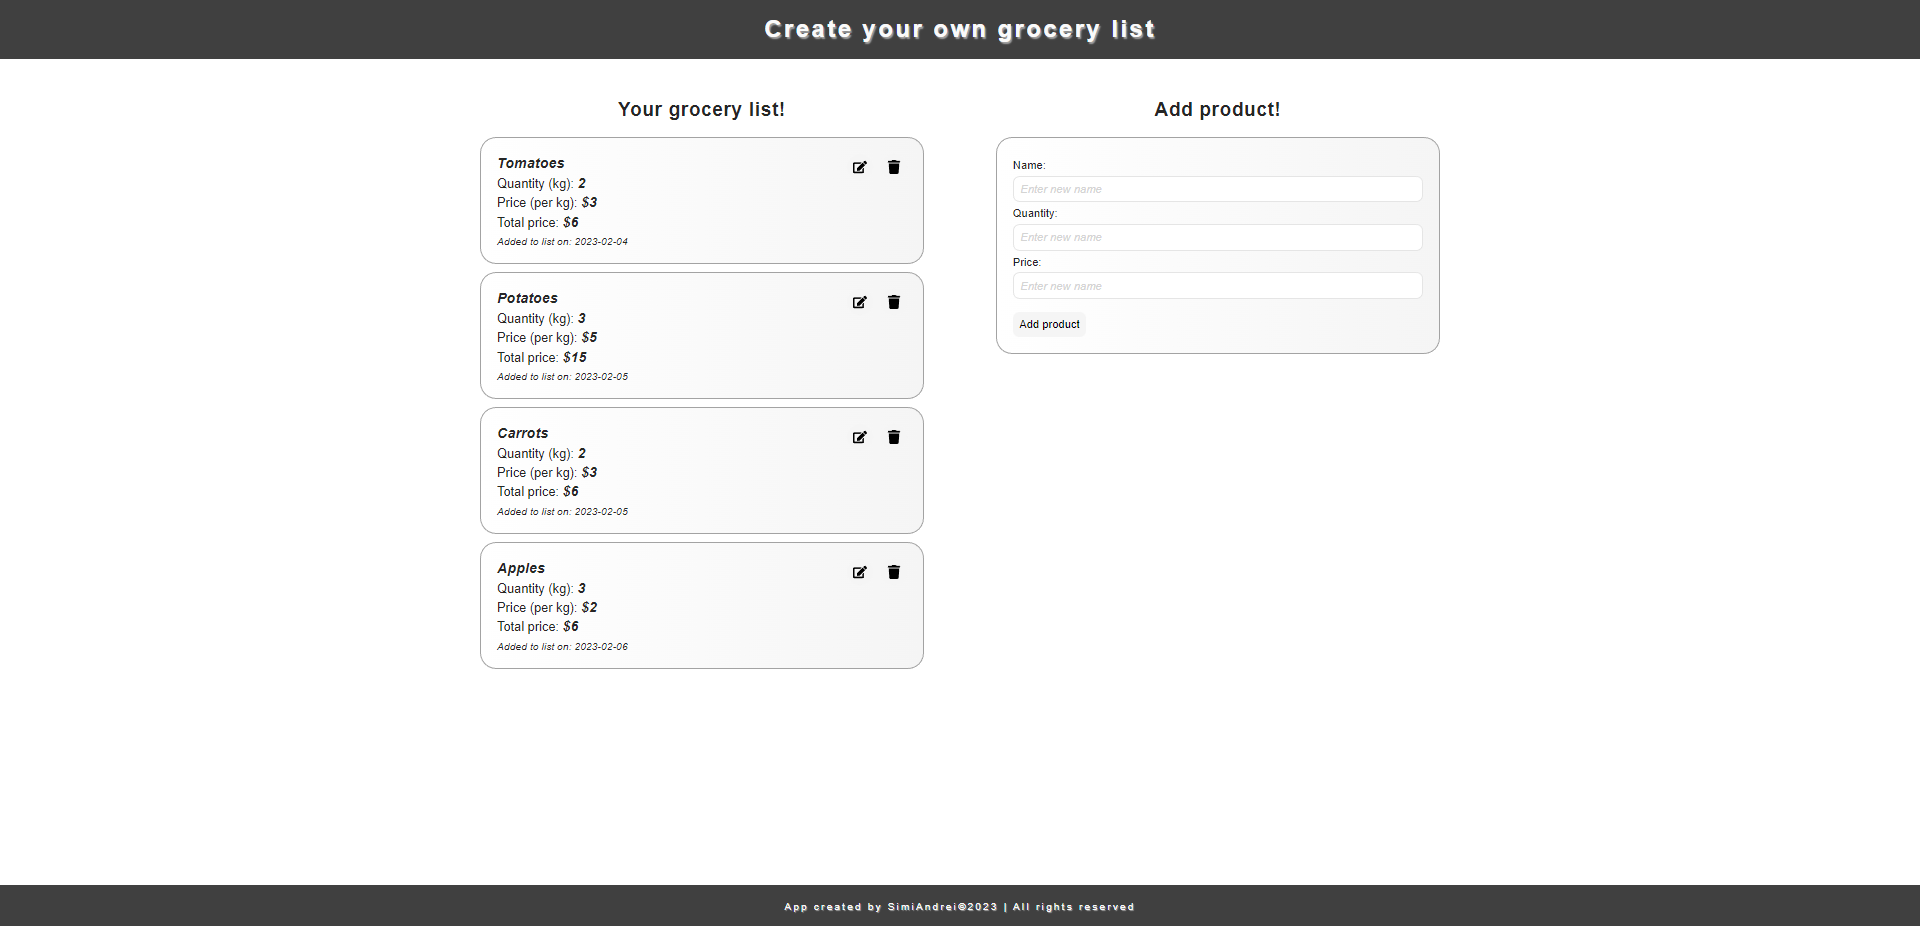 Create your own grocery list
Your grocery list!
Tomatoes
Quantity (kg): 2
Price (per kg): $3
Total price: $6
Added to list on: 2023-02-04
Potatoes
Quantity (kg): 3
Price (per kg): $5
Total price: $15
Added to list on: 2023-02-05
Carrots
Quantity (kg): 2
Price (per kg): $3
Total price: $6
Added to list on: 2023-02-05
Apples
Quantity (kg): 3
Price (per kg): $2
Total price: $6
Added to list on: 2023-02-06
Add product!
Name:
Enter new name
Quantity:
Enter new name
Price:
Enter new name
Add product
App created by SimiAndrei©2023 | All rights reserved